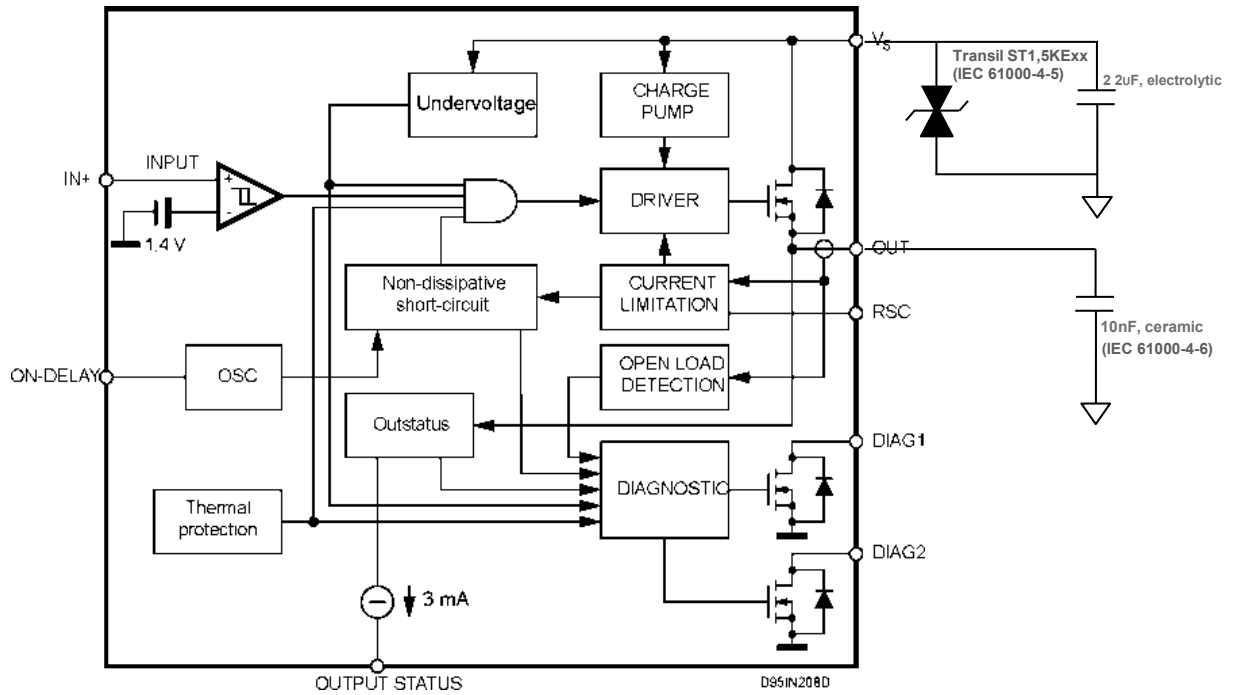 Vs
Transil ST1,5KExx
(IEC 61000-4-5)
2 2uF, electrolytic
Undervoltage
CHARGE
PUMP
INPUT
IN+
+
-
1.4 V
DRIVER
OUT
Non-dissipative
short-circuit
CURRENT
LIMITATION
RSC
10nF, ceramic
(IEC 61000-4-6)
ON-DELAY
OSC
OPEN LOAD
DETECTION
Outstatus
DIAG1
DIAGNOSTIC
Thermal
protection
DIAG2
3 mA
OUTPUT STATUS
D95IN208D